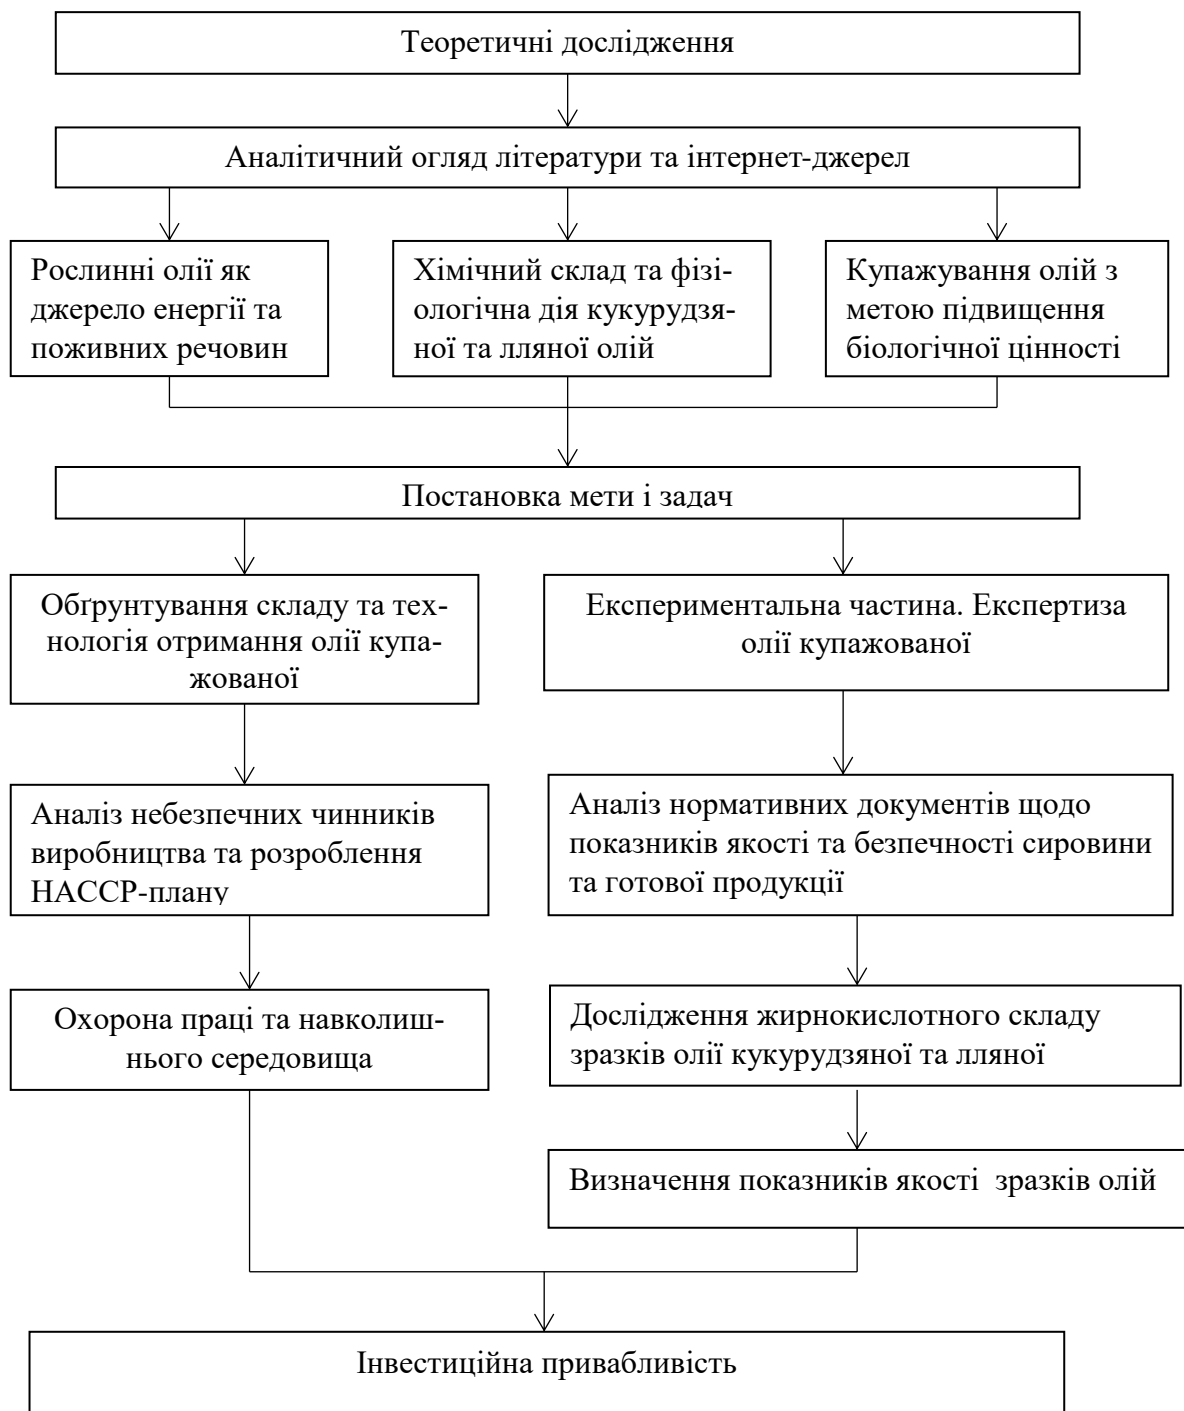 Теоретичні дослідження
Аналітичний огляд літератури та інтернет-джерел
Рослинні олії як
джерело енергії та
поживних речовин
Хімічний склад та фізі-
ологічна дія кукурудзя-
ної та лляної олій
Купажування олій з
метою підвищення
біологічної цінності
Постановка мети і задач
Обґрунтування складу та тех-
нологія отримання олії купа-
жованої
Експериментальна частина. Експертиза
олії купажованої
Аналіз небезпечних чинників
виробництва та розроблення
НАССР-плану
Аналіз нормативних документів щодо
показників якості та безпечності сировини
та готової продукції
Охорона праці та навколиш-
нього середовища
Дослідження жирнокислотного складу
зразків олії кукурудзяної та лляної
Визначення показників якості  зразків олій
Інвестиційна привабливість